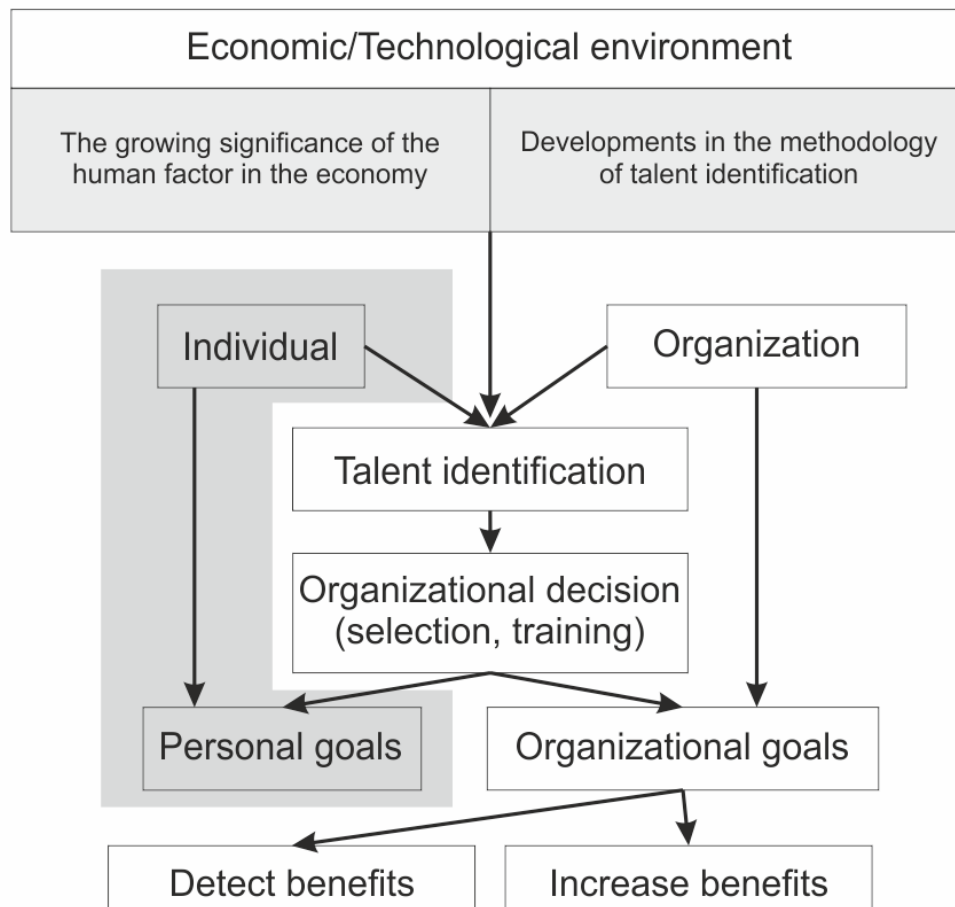 Economic/Technological environment
The growing significance of the
human factor in the economy
Developments in the methodology
of talent identification
Individual
Organization
Talent identification
Organizational decision
(selection, training)
Personal goals
Organizational goals
Detect benefits
Increase benefits